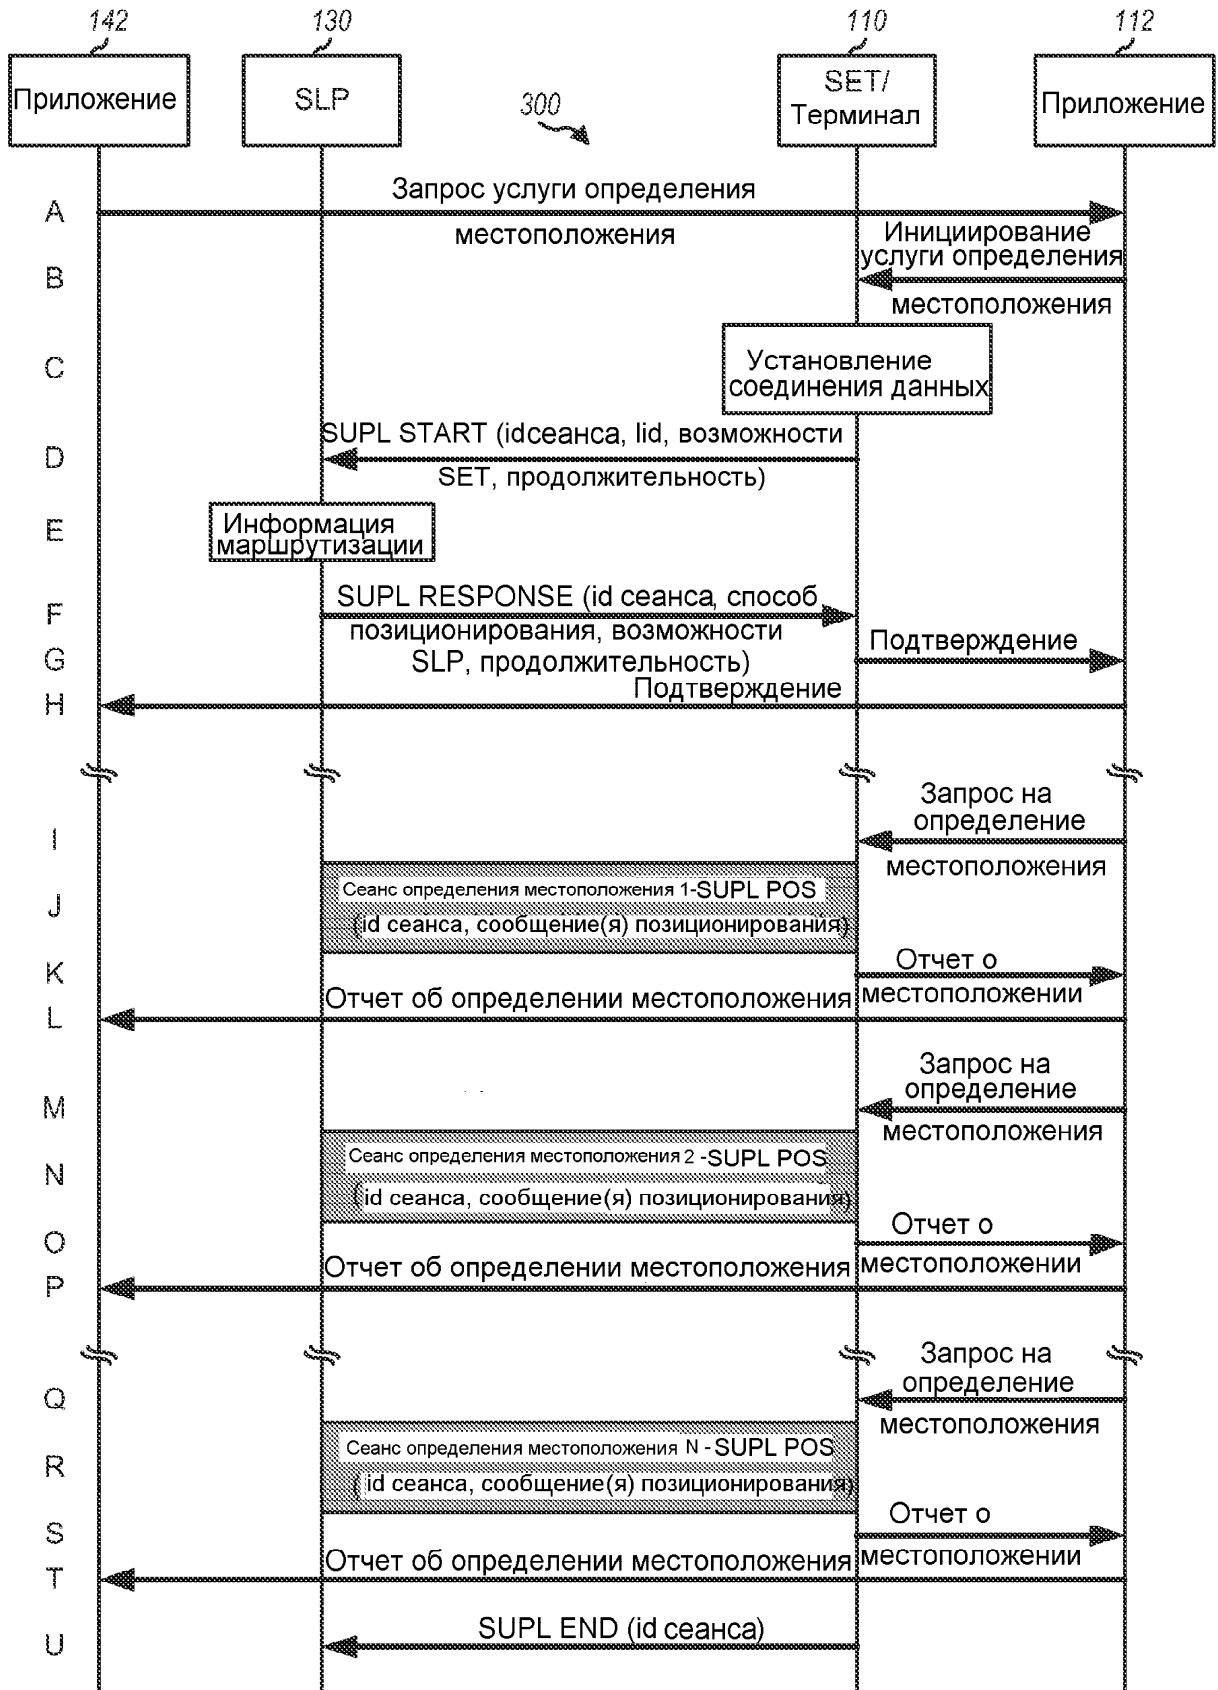 142
130
110
112
Приложение
SLP
SET/
Терминал
Приложение
300
A
Запрос услуги определения
местоположения
Инициирование
услуги определения
местоположения
B
C
Установление
соединения данных
SUPL START (idсеанса, lid, возможности
D
SET, продолжительность)
E
Информация
маршрутизации
SUPL RESPONSE (id сеанса, способ
F
позиционирования, возможности
SLP, продолжительность)
Подтверждение
G
Подтверждение
H
Запрос на
определение
I
местоположения
J
Сеанс определения местоположения 1-SUPL POS
(id сеанса, сообщение(я) позиционирования)
K
Отчет о
местоположении
Отчет об определении местоположения
L
Запрос на
определение
M
местоположения
N
Сеанс определения местоположения 2 -SUPL POS
(id сеанса, сообщение(я) позиционирования)
O
Отчет о
местоположении
Отчет об определении местоположения
P
Запрос на
определение
Q
местоположения
R
Сеанс определения местоположения N - SUPL POS
(id сеанса, сообщение(я) позиционирования)
S
Отчет о
местоположении
Отчет об определении местоположения
T
SUPL END (id сеанса)
U